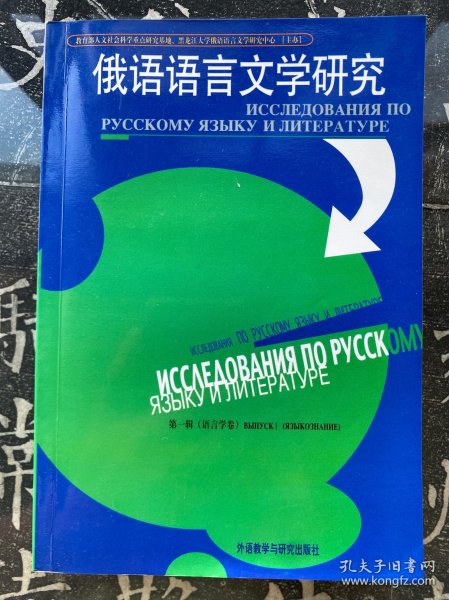 教育部人文社会科学重点研究基地、黑龙江大学俄语语言文学研究中心 [主办]
俄语语言文学研究
ИССЛЕДОВАНИЯ ПО
РУССКОМУ ЯЗЫКУ И ЛИТЕРАТУРЕ
ИССЛЕДОВАНИЯ ПО РУССКОМУ ЯЗЫКУ И ЛИТЕРАТУРЕ
ИССЛЕДОВАНИЯ ПО РУССКОМУ
ЯЗЫКУ И ЛИТЕРАТУРЕ
第一辑 (语言学卷) ВЫПУСК1 (ЯЗЫКОЗНАНИЕ)
外语教学与研究出版社
孔夫子旧书网
www.kongfz.com